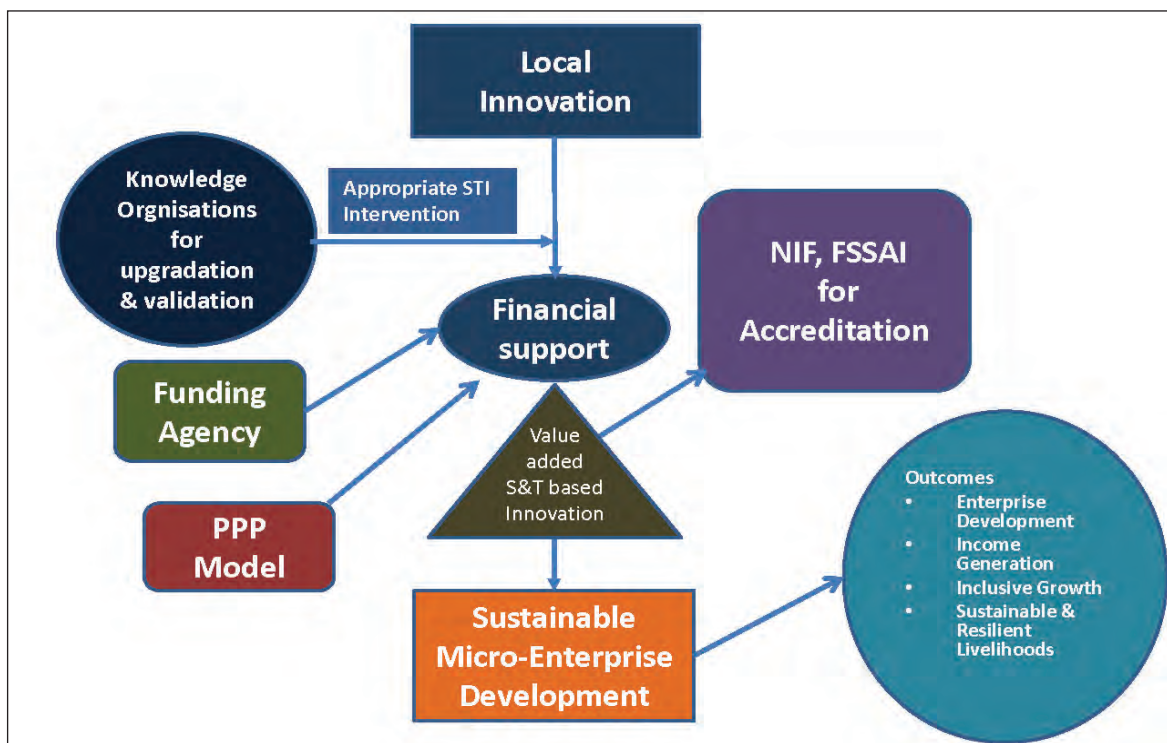 Local
Innovation
Knowledge
Orgnisations
for
upgradation
& validation
Appropriate STI
Intervention
NIF, FSSAI
for
Accreditation
Financial
support
Funding
Agency
Value
added
S&T based
Innovation
PPP
Model
Outcomes
• Enterprise
Development
• Income
Generation
• Inclusive Growth
• Sustainable &
Resilient
Livelihoods
Sustainable
Micro-Enterprise
Development